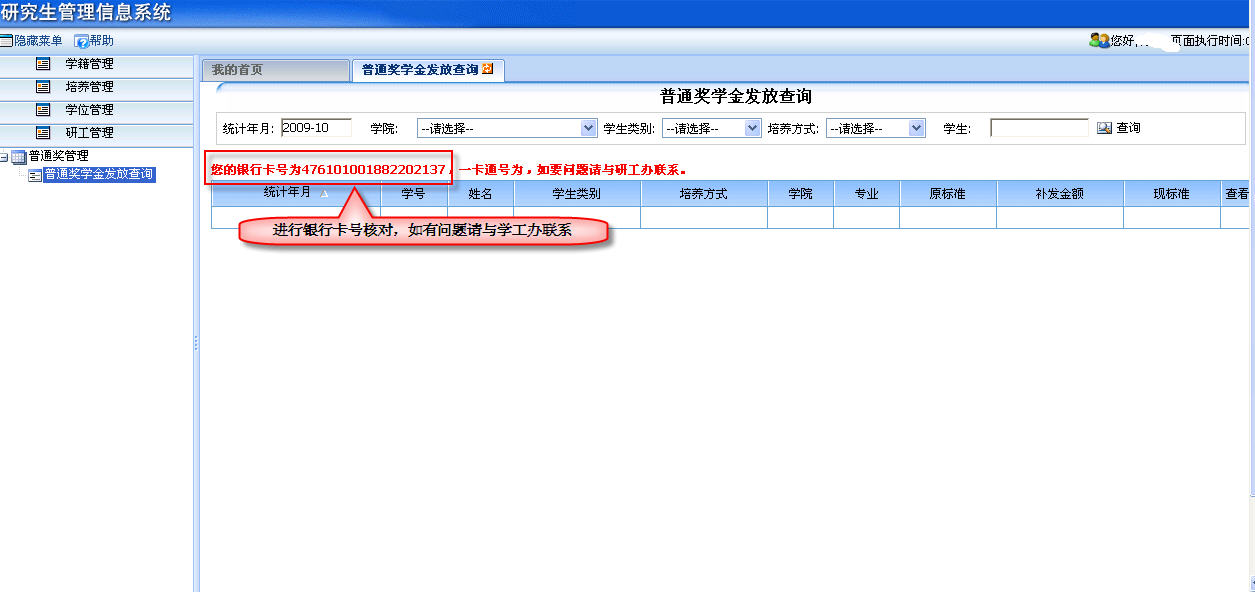 研究生管理信息系统
隐藏菜单 帮助 您好, 页面执行时间:
学籍管理
培养管理
学位管理
研工管理
普通奖管理
普通奖学金发放查询
我的首页 普通奖学金发放查询
普通奖学金发放查询
统计年月: 2009-10 学院: --请选择-- 学生类别: --请选择-- 培养方式: --请选择-- 学生: 查询
您的银行卡号为476101001882202137，一卡通号为，如要问题请与研工办联系。
统计年月 学号 姓名 学生类别 培养方式 学院 专业 原标准 补发金额 现标准 查看
进行银行卡号核对，如有问题请与学工办联系